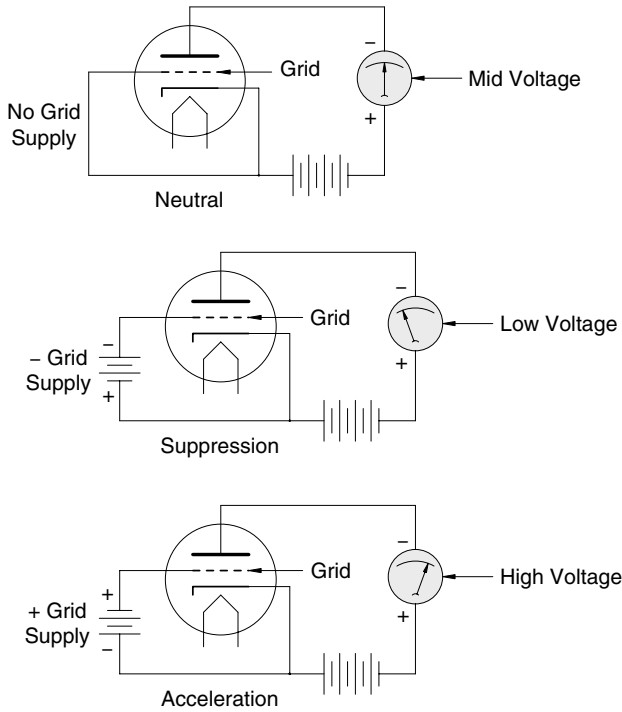 −
Grid
Mid Voltage
No Grid
Supply
+
Neutral
−
Grid
Low Voltage
−
− Grid
Supply
+
+
Suppression
−
Grid
High Voltage
+
+ Grid
Supply
−
+
Acceleration